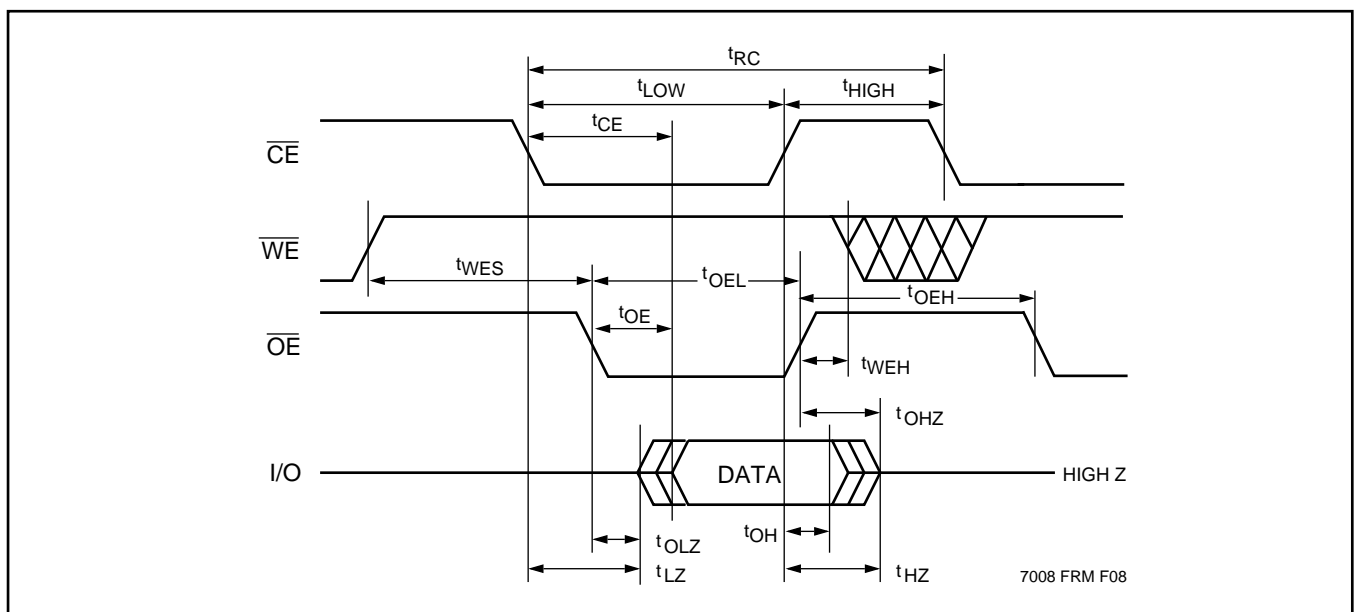 tRC
tLOW
tHIGH
tCE
CE
WE
tWES
tOEL
tOEH
tOE
OE
tWEH
tOHZ
I/O
DATA
HIGH Z
tOH
tOLZ
tLZ
tHZ
7008 FRM F08